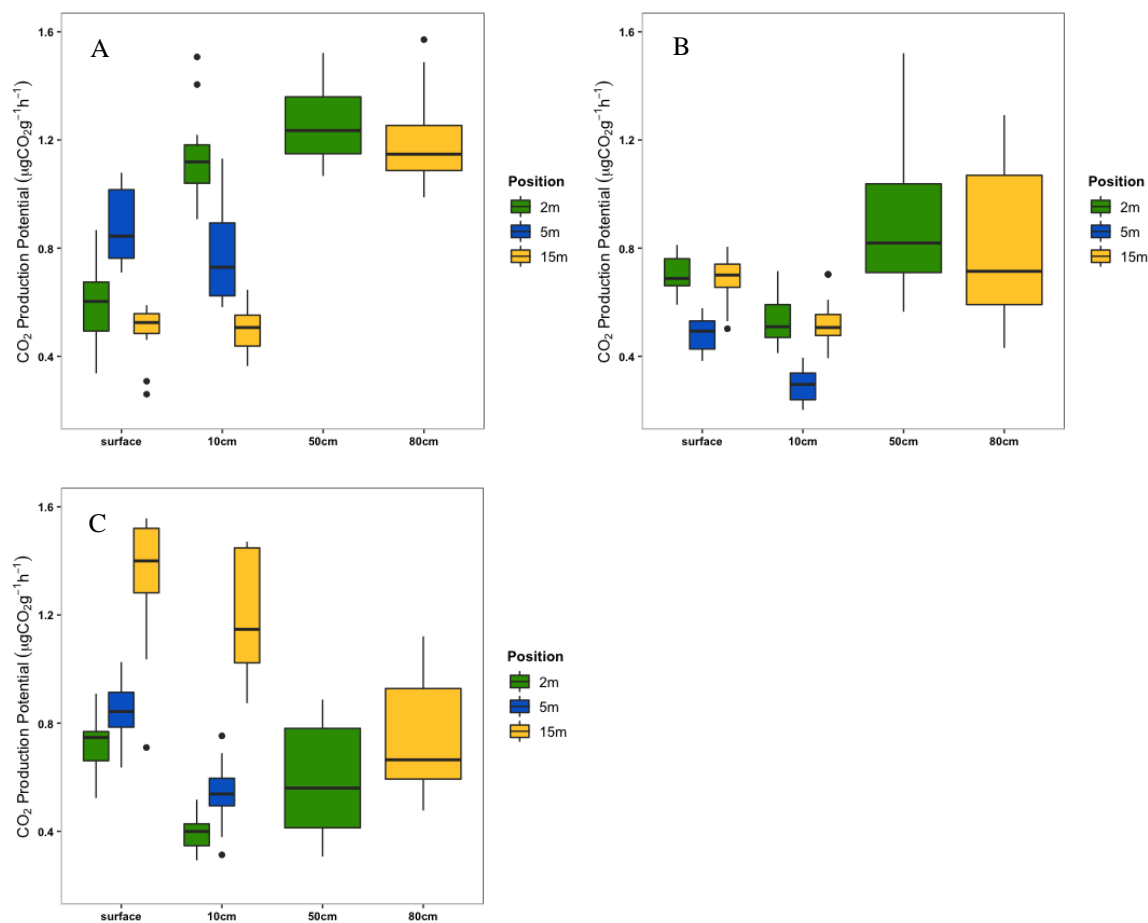 A
CO₂ Production Potential (μgCO₂g⁻¹h⁻¹)
1.6
1.2
0.8
0.4
surface 10cm 50cm 80cm
Position
2m
5m
15m
B
CO₂ Production Potential (μgCO₂g⁻¹h⁻¹)
1.6
1.2
0.8
0.4
surface 10cm 50cm 80cm
Position
2m
5m
15m
C
CO₂ Production Potential (μgCO₂g⁻¹h⁻¹)
1.6
1.2
0.8
0.4
surface 10cm 50cm 80cm
Position
2m
5m
15m